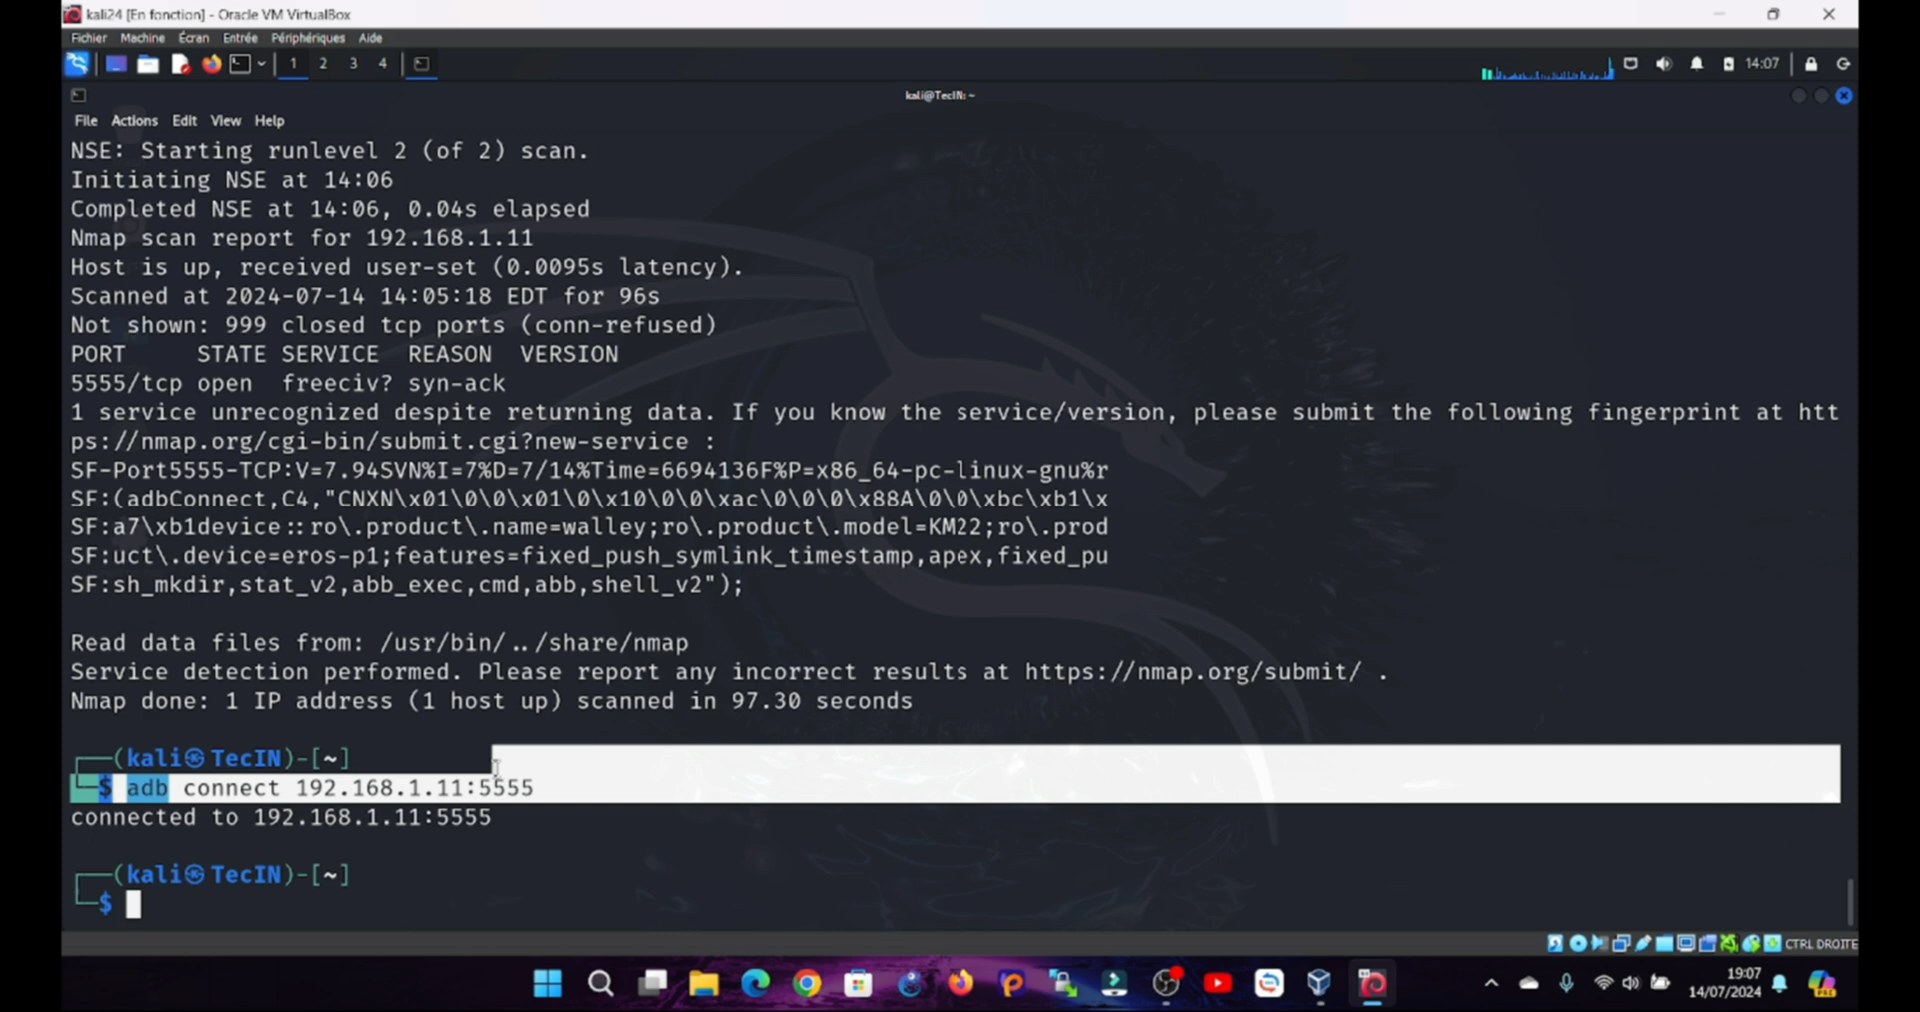 kali24 [En fonction] - Oracle VM VirtualBox
Fichier Machine Écran Entrée Périphériques Aide
1 2 3 4 14:07
kali@TecIN: ~
File Actions Edit View Help
NSE: Starting runlevel 2 (of 2) scan.
Initiating NSE at 14:06
Completed NSE at 14:06, 0.04s elapsed
Nmap scan report for 192.168.1.11
Host is up, received user-set (0.0095s latency).
Scanned at 2024-07-14 14:05:18 EDT for 96s
Not shown: 999 closed tcp ports (conn-refused)
PORT STATE SERVICE REASON VERSION
5555/tcp open freeciv? syn-ack
1 service unrecognized despite returning data. If you know the service/version, please submit the following fingerprint at htt
ps://nmap.org/cgi-bin/submit.cgi?new-service :
SF-Port5555-TCP:V=7.94SVN%I=7%D=7/14%Time=6694136F%P=x86_64-pc-linux-gnu%r
SF:(adbConnect,C4,"CNXN\x01\0\0\x01\0\x10\0\0\xac\0\0\0\x88A\0\0\xbc\xb1\x
SF:a7\xb1device::ro\.product\.name=walley;ro\.product\.model=KM22;ro\.prod
SF:uct\.device=eros-p1;features=fixed_push_symlink_timestamp,apex,fixed_pu
SF:sh_mkdir,stat_v2,abb_exec,cmd,abb,shell_v2");
Read data files from: /usr/bin/../share/nmap
Service detection performed. Please report any incorrect results at https://nmap.org/submit/ .
Nmap done: 1 IP address (1 host up) scanned in 97.30 seconds
┌──(kali㉿TecIN)-[~]
└─$ adb connect 192.168.1.11:5555
connected to 192.168.1.11:5555
┌──(kali㉿TecIN)-[~]
└─$
CTRL DROITE
19:07
14/07/2024
PRE